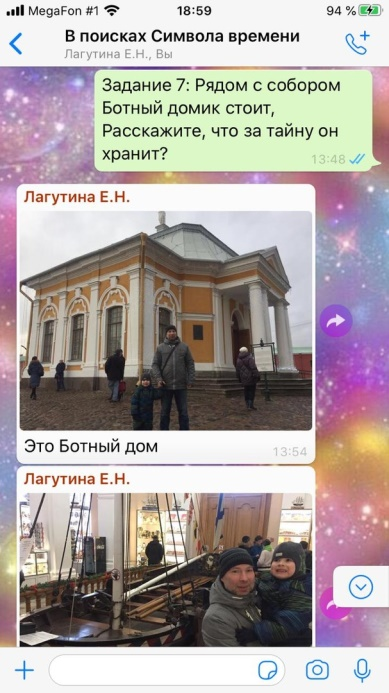 MegaFon #1
18:59
94 %
В поисках Символа времени
Лагутина Е.Н., Вы
Задание 7: Рядом с собором
Ботный домик стоит,
Расскажите, что за тайну он
хранит?
13:48
Лагутина Е.Н.
Это Ботный дом
13:54
Лагутина Е.Н.